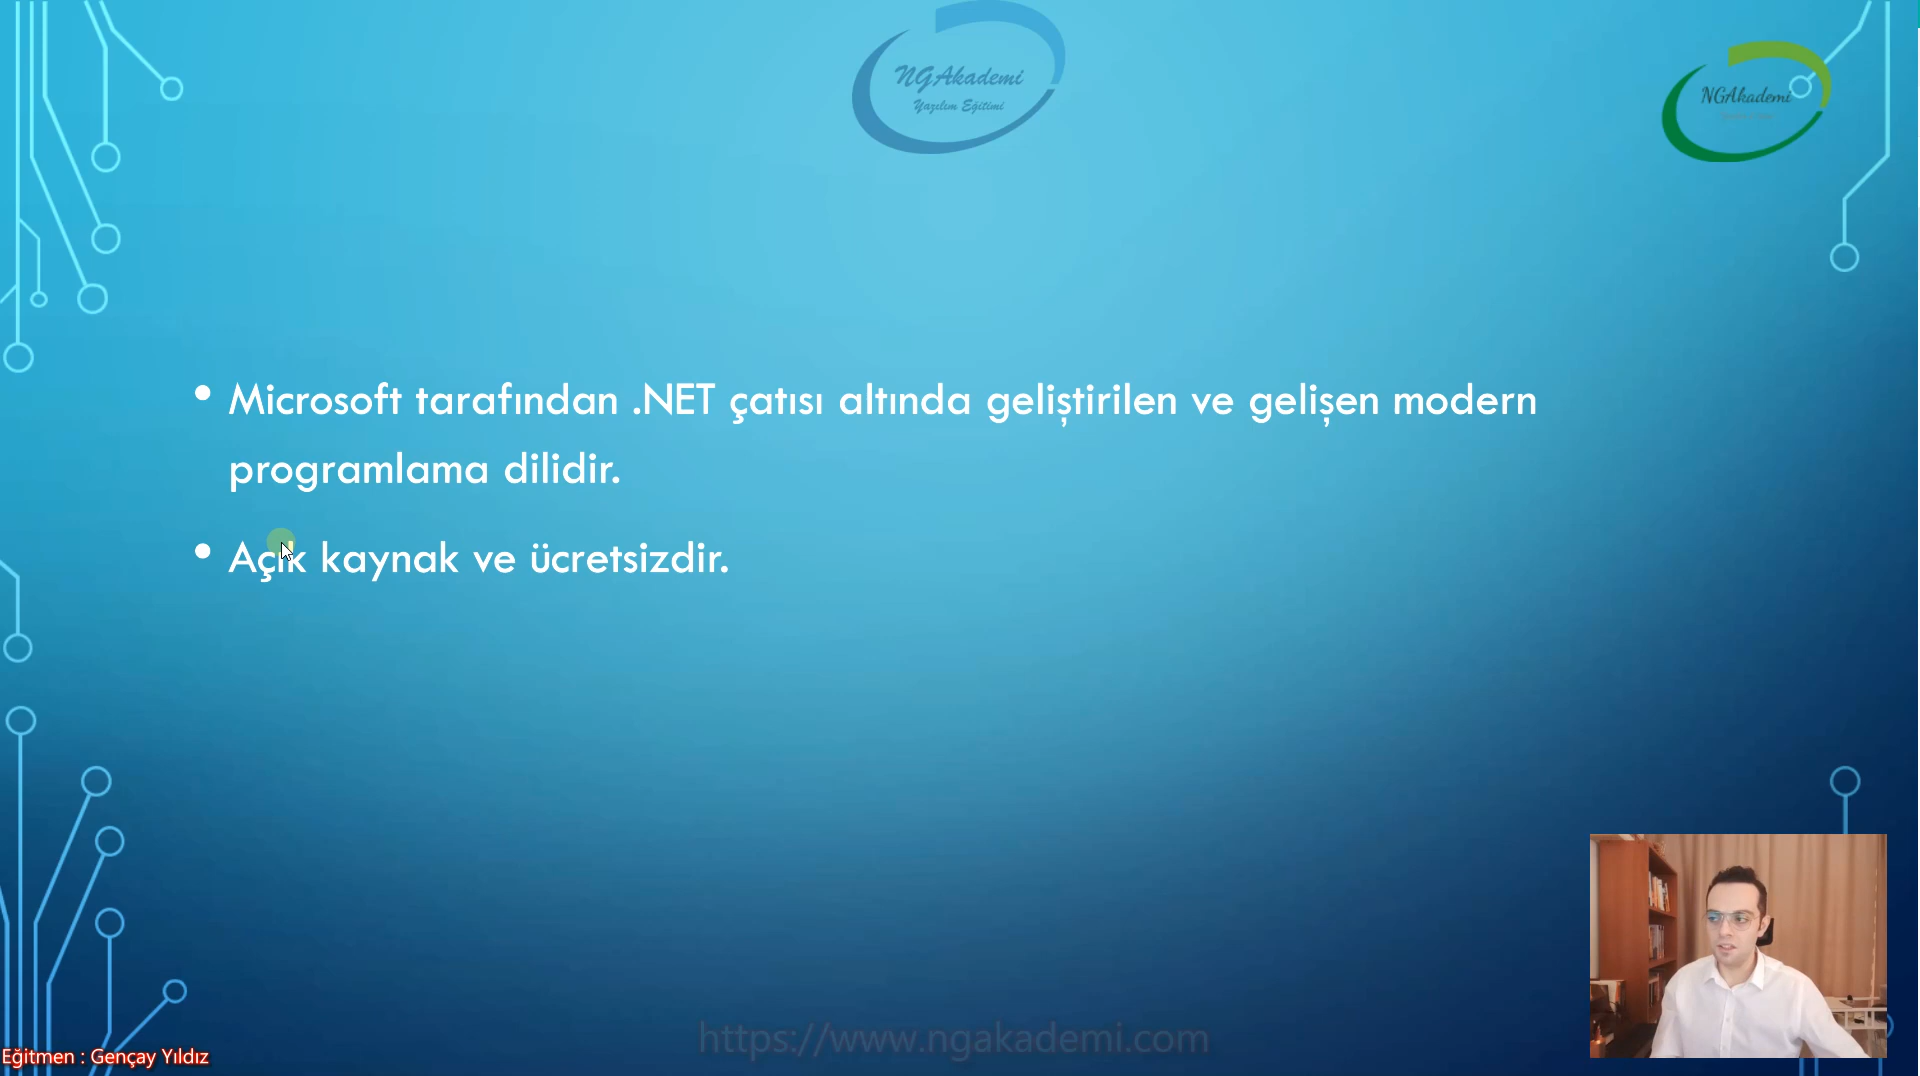 NGAkademi
Yazılım Eğitimi
NGAkademi
• Microsoft tarafından .NET çatısı altında geliştirilen ve gelişen modern
programlama dilidir.
• Açık kaynak ve ücretsizdir.
https://www.ngakademi.com
Eğitmen : Gençay Yıldız